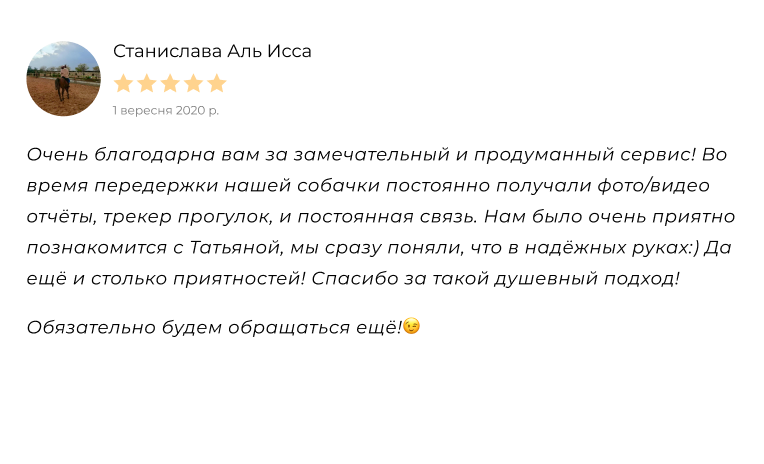 Станислава Аль Исса
1 вересня 2020 р.
Очень благодарна вам за замечательный и продуманный сервис! Во
время передержки нашей собачки постоянно получали фото/видео
отчёты, трекер прогулок, и постоянная связь. Нам было очень приятно
познакомится с Татьяной, мы сразу поняли, что в надёжных руках:) Да
ещё и столько приятностей! Спасибо за такой душевный подход!
Обязательно будем обращаться ещё!😉